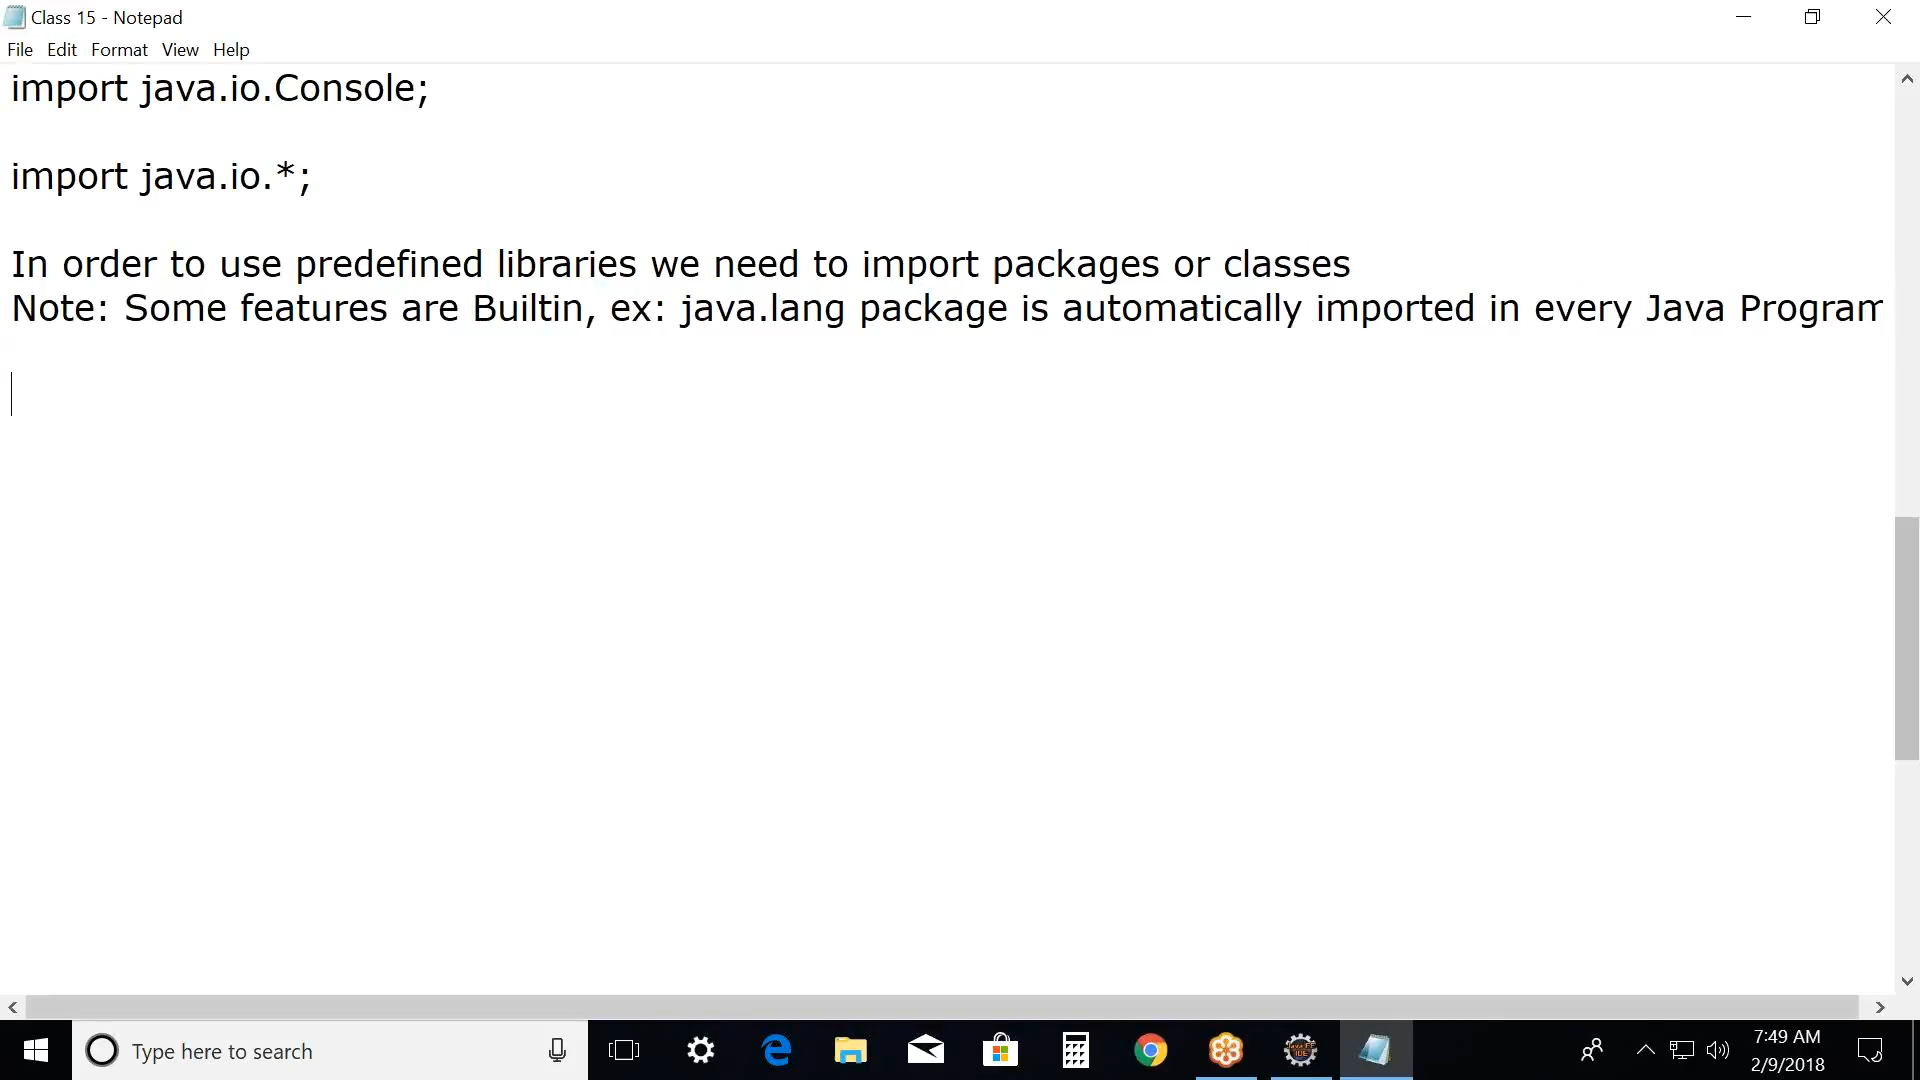 Class 15 - Notepad
File Edit Format View Help
import java.io.Console;
import java.io.*;
In order to use predefined libraries we need to import packages or classes
Note: Some features are Builtin, ex: java.lang package is automatically imported in every Java Program
Type here to search
7:49 AM
2/9/2018